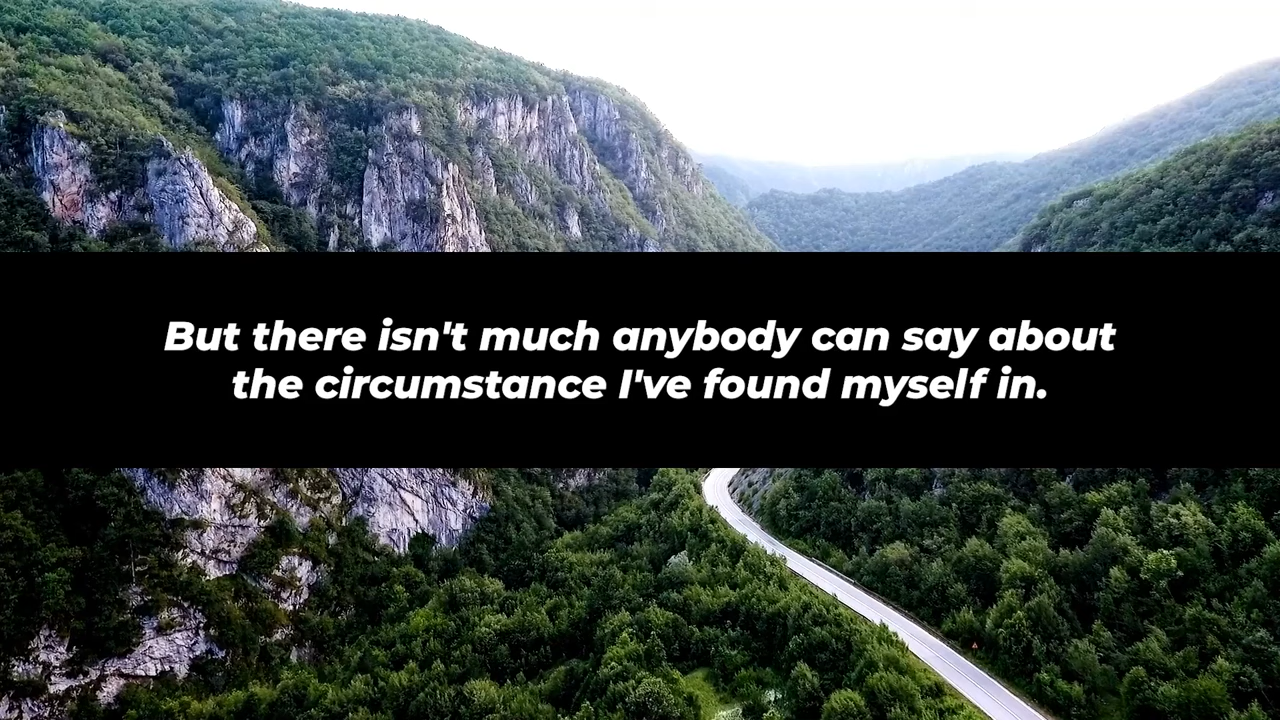 But there isn't much anybody can say about
the circumstance I've found myself in.